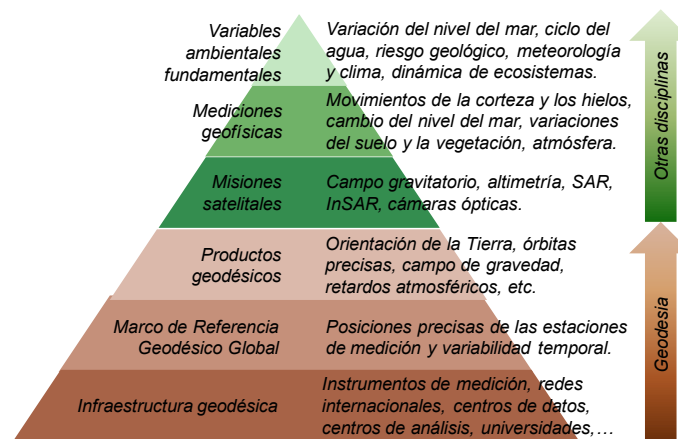 Variables
ambientales
fundamentales
Variación del nivel del mar, ciclo del
agua, riesgo geológico, meteorología
y clima, dinámica de ecosistemas.
Mediciones
geofísicas
Movimientos de la corteza y los hielos,
cambio del nivel del mar, variaciones
del suelo y la vegetación, atmósfera.
Misiones
satelitales
Campo gravitatorio, altimetría, SAR,
InSAR, cámaras ópticas.
Productos
geodésicos
Orientación de la Tierra, órbitas
precisas, campo de gravedad,
retardos atmosféricos, etc.
Marco de Referencia
Geodésico Global
Posiciones precisas de las estaciones
de medición y variabilidad temporal.
Infraestructura geodésica
Instrumentos de medición, redes
internacionales, centros de datos,
centros de análisis, universidades,…
Otras disciplinas
Geodesia